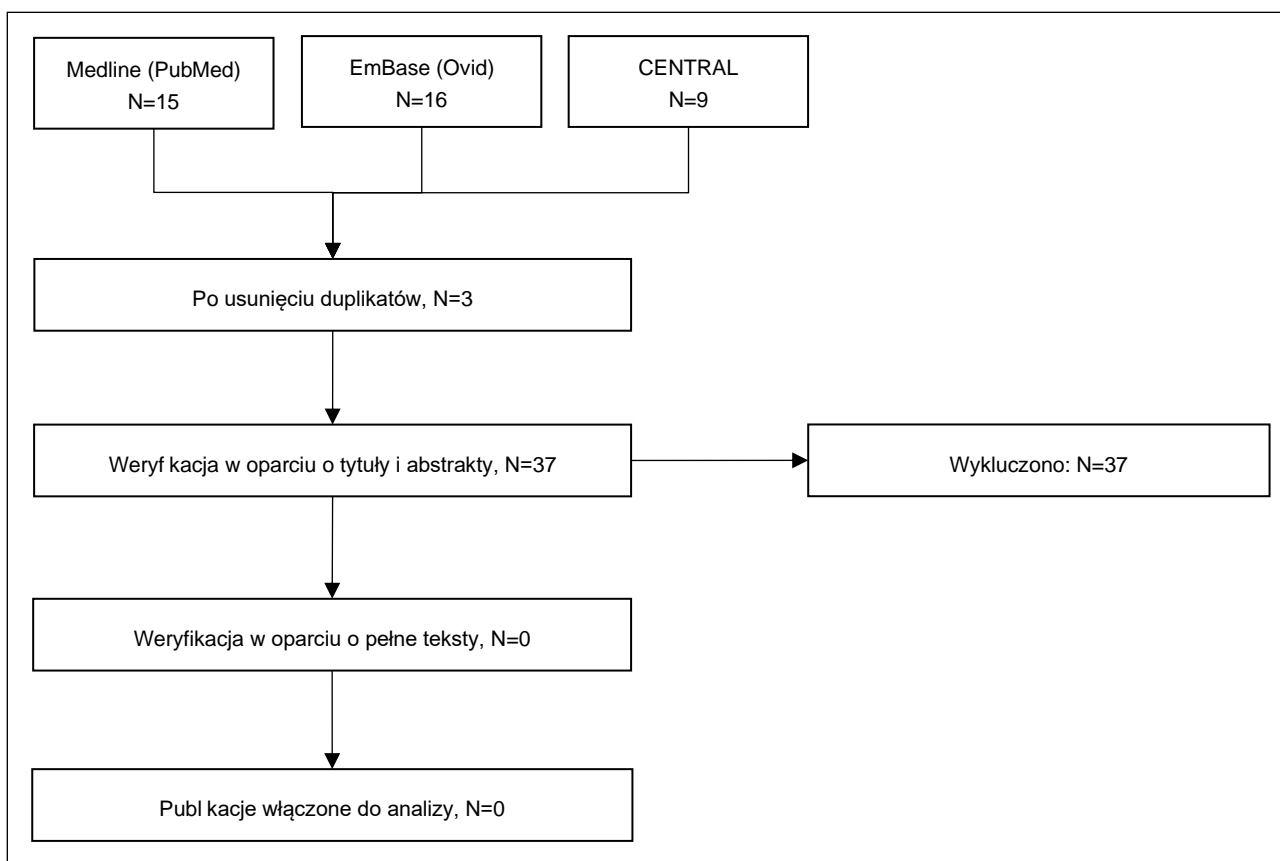 Medline (PubMed)
N=15
EmBase (Ovid)
N=16
CENTRAL
N=9
Po usunięciu duplikatów, N=3
Weryf kacja w oparciu o tytuły i abstrakty, N=37
Wykluczono: N=37
Weryfikacja w oparciu o pełne teksty, N=0
Publ kacje włączone do analizy, N=0